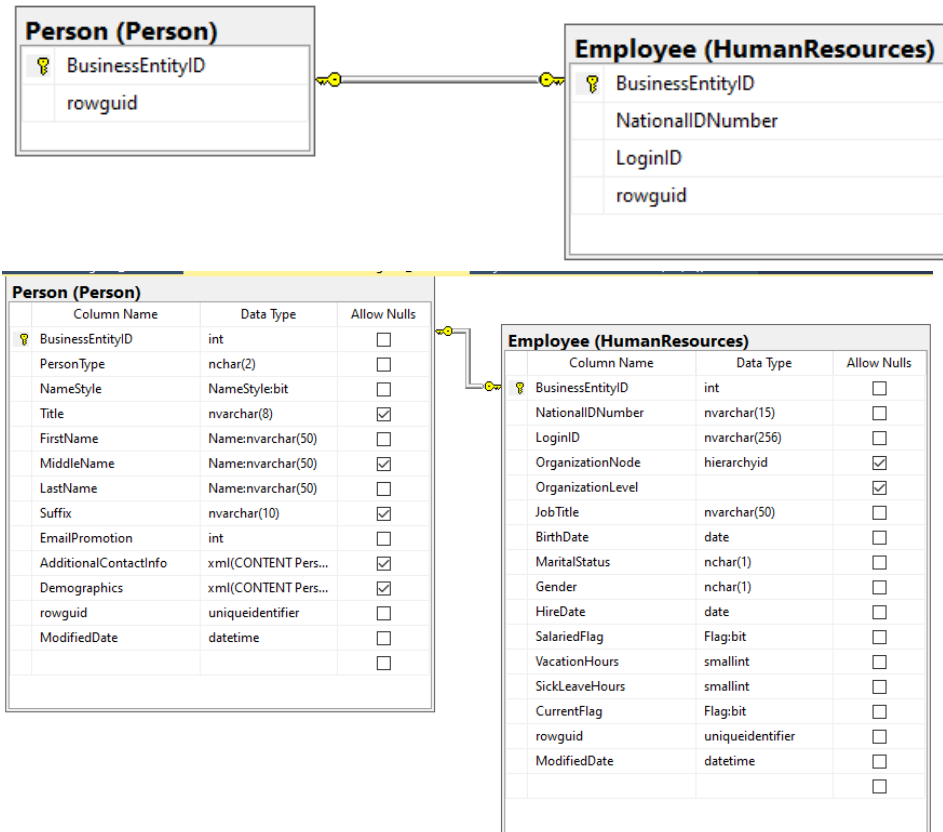 Person (Person)
BusinessEntityID
rowguid
Employee (HumanResources)
BusinessEntityID
NationalIDNumber
LoginID
rowguid
Person (Person)
Column Name Data Type Allow Nulls
BusinessEntityID int
PersonType nchar(2)
NameStyle NameStyle:bit
Title nvarchar(8)
FirstName Name:nvarchar(50)
MiddleName Name:nvarchar(50)
LastName Name:nvarchar(50)
Suffix nvarchar(10)
EmailPromotion int
AdditionalContactInfo xml(CONTENT Pers...
Demographics xml(CONTENT Pers...
rowguid uniqueidentifier
ModifiedDate datetime
Employee (HumanResources)
Column Name Data Type Allow Nulls
BusinessEntityID int
NationalIDNumber nvarchar(15)
LoginID nvarchar(256)
OrganizationNode hierarchyid
OrganizationLevel
JobTitle nvarchar(50)
BirthDate date
MaritalStatus nchar(1)
Gender nchar(1)
HireDate date
SalariedFlag Flag:bit
VacationHours smallint
SickLeaveHours smallint
CurrentFlag Flag:bit
rowguid uniqueidentifier
ModifiedDate datetime